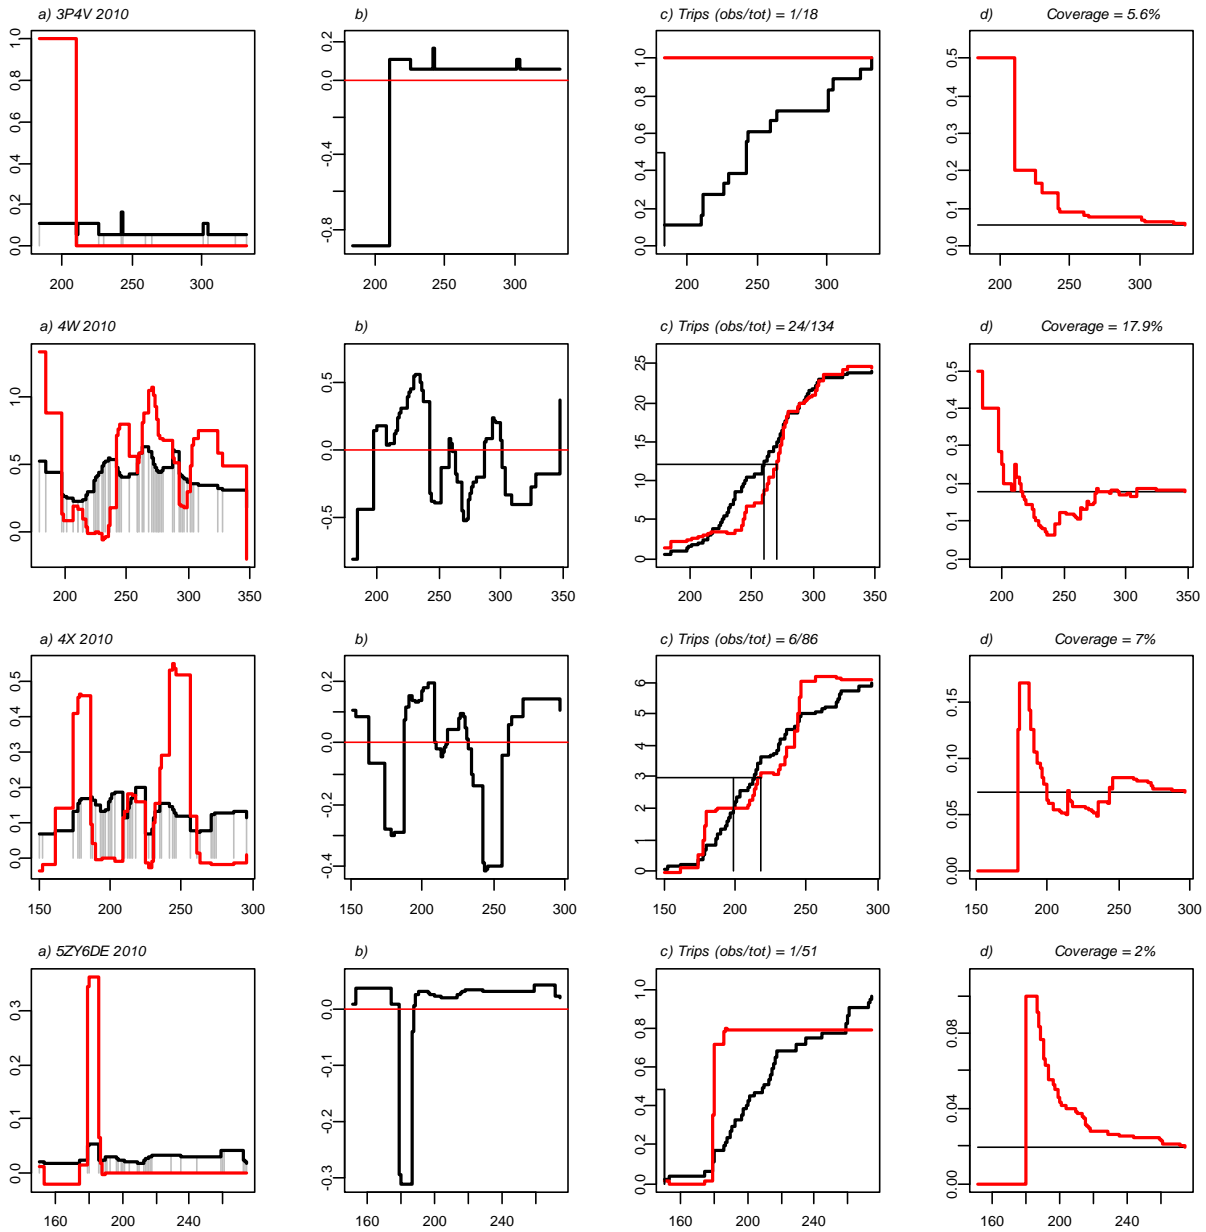 a) 3P4V 2010
b)
c) Trips (obs/tot) = 1/18
d) Coverage = 5.6%
0.0 0.2 0.4 0.6 0.8 1.0
200 250 300
-0.8 -0.4 0.0 0.2
200 250 300
0.0 0.2 0.4 0.6 0.8 1.0
200 250 300
0.0 0.1 0.2 0.3 0.4 0.5
200 250 300
a) 4W 2010
b)
c) Trips (obs/tot) = 24/134
d) Coverage = 17.9%
0.0 0.5 1.0
200 250 300 350
-0.5 0.0 0.5
200 250 300 350
0 5 10 15 20 25
200 250 300 350
0.0 0.1 0.2 0.3 0.4 0.5
200 250 300 350
a) 4X 2010
b)
c) Trips (obs/tot) = 6/86
d) Coverage = 7%
0.0 0.1 0.2 0.3 0.4 0.5
150 200 250 300
-0.4 -0.2 0.0 0.2
150 200 250 300
0 1 2 3 4 5 6
150 200 250 300
0.00 0.05 0.10 0.15
150 200 250 300
a) 5ZY6DE 2010
b)
c) Trips (obs/tot) = 1/51
d) Coverage = 2%
0.0 0.1 0.2 0.3
160 200 240
-0.3 -0.2 -0.1 0.0
160 200 240
0.0 0.2 0.4 0.6 0.8 1.0
160 200 240
0.00 0.04 0.08
160 200 240